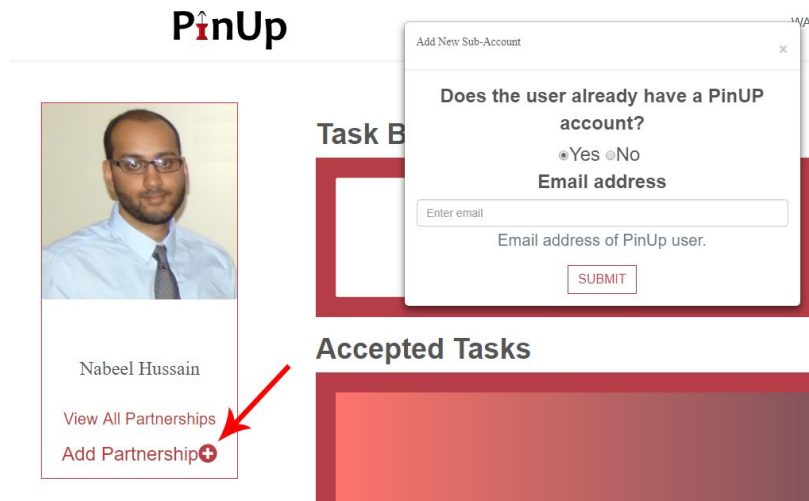 PinUp
WA
Add New Sub-Account
×
Does the user already have a PinUP
account?
Yes No
Email address
Enter email
Email address of PinUp user.
SUBMIT
Task B
Accepted Tasks
Nabeel Hussain
View All Partnerships
Add Partnership